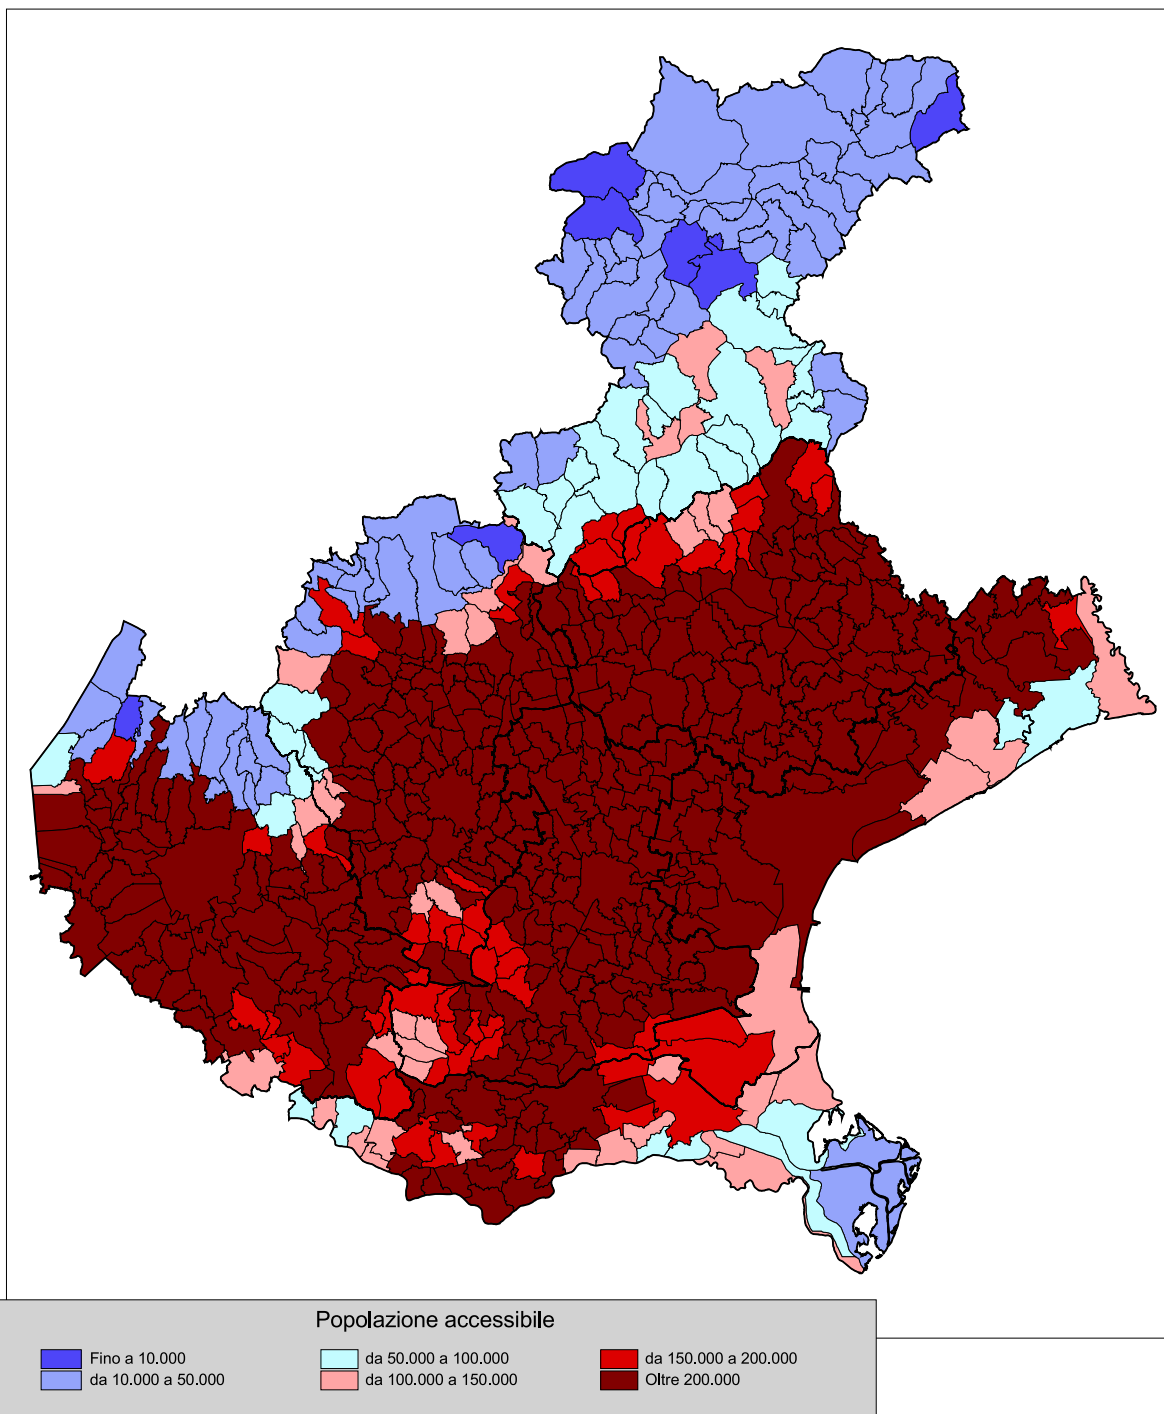 Popolazione accessibile
Fino a 10.000
da 10.000 a 50.000
da 50.000 a 100.000
da 100.000 a 150.000
da 150.000 a 200.000
Oltre 200.000